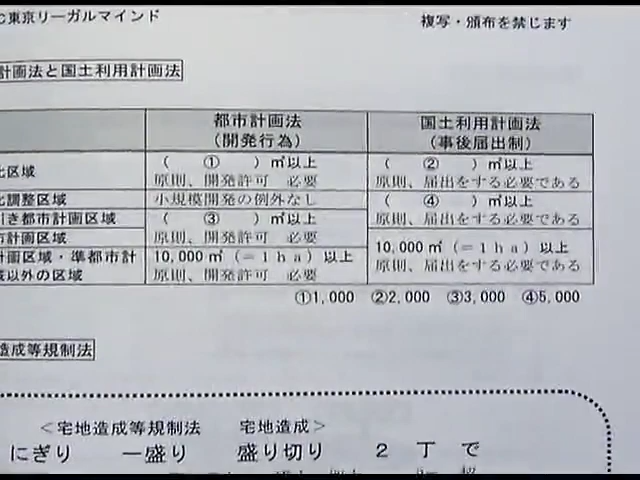 C東京リーガルマインド
複写・頒布を禁じます
計画法と国土利用計画法
都市計画法 国土利用計画法
(開発行為) (事後届出制)
化区域 ( ① )㎡以上 ( ② )㎡以上
原則、開発許可 必要 原則、届出をする必要である
化調整区域 小規模開発の例外なし ( ④ )㎡以上
引き都市計画区域 ( ③ )㎡以上 原則、届出をする必要である
市計画区域 原則、開発許可 必要 10,000㎡(=1ha)以上
計画区域・準都市計 10,000㎡(=1ha)以上 原則、届出をする必要である
域以外の区域 原則、開発許可 必要
①1,000 ②2,000 ③3,000 ④5,000
造成等規制法
<宅地造成等規制法 宅地造成>
にぎり 一盛り 盛り切り 2 丁 で